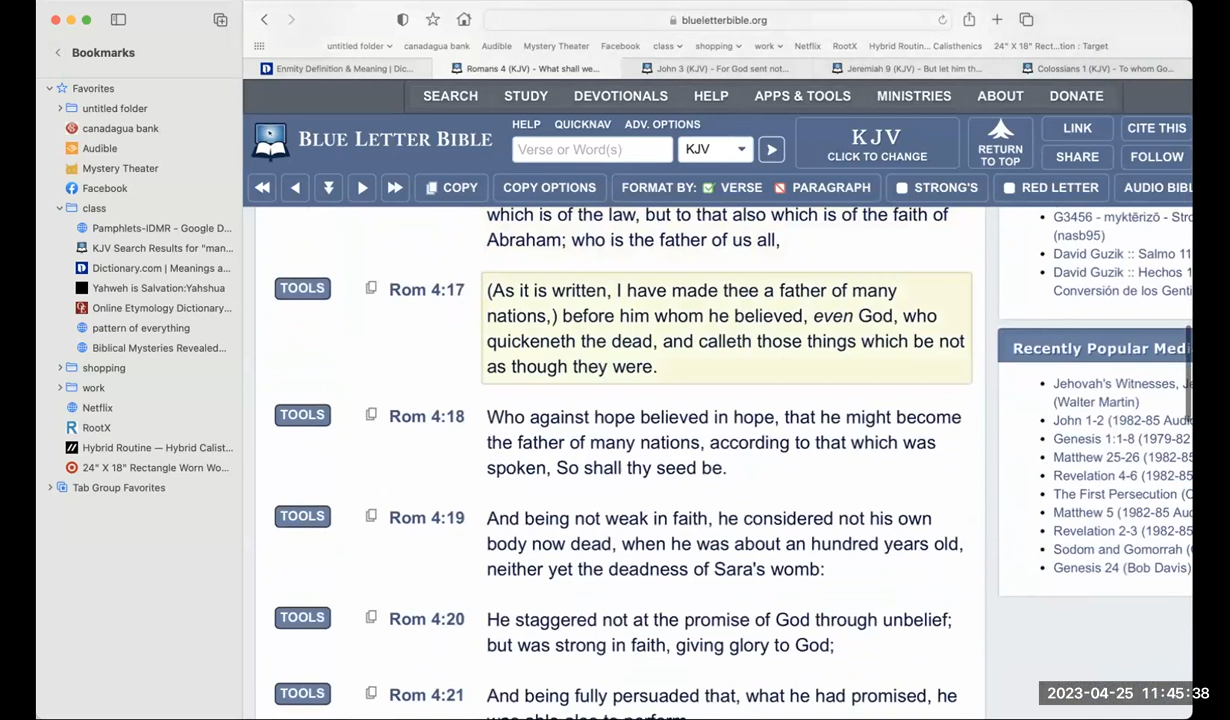 Bookmarks
Favorites
untitled folder
canadagua bank
Audible
Mystery Theater
Facebook
class
Pamphlets-IDMR - Google D...
KJV Search Results for "man...
Dictionary.com | Meanings a...
Yahweh is Salvation:Yahshua
Online Etymology Dictionary...
pattern of everything
Biblical Mysteries Revealed...
shopping
work
Netflix
RootX
Hybrid Routine — Hybrid Calist...
24" X 18" Rectangle Worn Wo...
Tab Group Favorites
blueletterbible.org
untitled folder canadagua bank Audible Mystery Theater Facebook class shopping work Netflix RootX Hybrid Routin... Calisthenics 24" X 18" Rect...tion : Target
Enmity Definition & Meaning | Dic... Romans 4 (KJV) - What shall we... John 3 (KJV) - For God sent not... Jeremiah 9 (KJV) - But let him th... Colossians 1 (KJV) - To whom Go...
SEARCH STUDY DEVOTIONALS HELP APPS & TOOLS MINISTRIES ABOUT DONATE
BLUE LETTER BIBLE
HELP QUICKNAV ADV. OPTIONS
Verse or Word(s) KJV
KJV
CLICK TO CHANGE
RETURN
TO TOP
LINK CITE THIS
SHARE FOLLOW
COPY COPY OPTIONS FORMAT BY: VERSE PARAGRAPH STRONG'S RED LETTER AUDIO BIBL
which is of the law, but to that also which is of the faith of
Abraham; who is the father of us all,
TOOLS Rom 4:17 (As it is written, I have made thee a father of many
nations,) before him whom he believed, even God, who
quickeneth the dead, and calleth those things which be not
as though they were.
TOOLS Rom 4:18 Who against hope believed in hope, that he might become
the father of many nations, according to that which was
spoken, So shall thy seed be.
TOOLS Rom 4:19 And being not weak in faith, he considered not his own
body now dead, when he was about an hundred years old,
neither yet the deadness of Sara's womb:
TOOLS Rom 4:20 He staggered not at the promise of God through unbelief;
but was strong in faith, giving glory to God;
TOOLS Rom 4:21 And being fully persuaded that, what he had promised, he
was able also to perform.
G3456 - myktērizō - Stro
(nasb95)
David Guzik :: Salmo 11
David Guzik :: Hechos 1
Conversión de los Genti
Recently Popular Medi
Jehovah's Witnesses, Je
(Walter Martin)
John 1-2 (1982-85 Audi
Genesis 1:1-8 (1979-82
Matthew 25-26 (1982-85
Revelation 4-6 (1982-85
The First Persecution (C
Matthew 5 (1982-85 Aud
Revelation 2-3 (1982-85
Sodom and Gomorrah (
Genesis 24 (Bob Davis)
2023-04-25 11:45:38